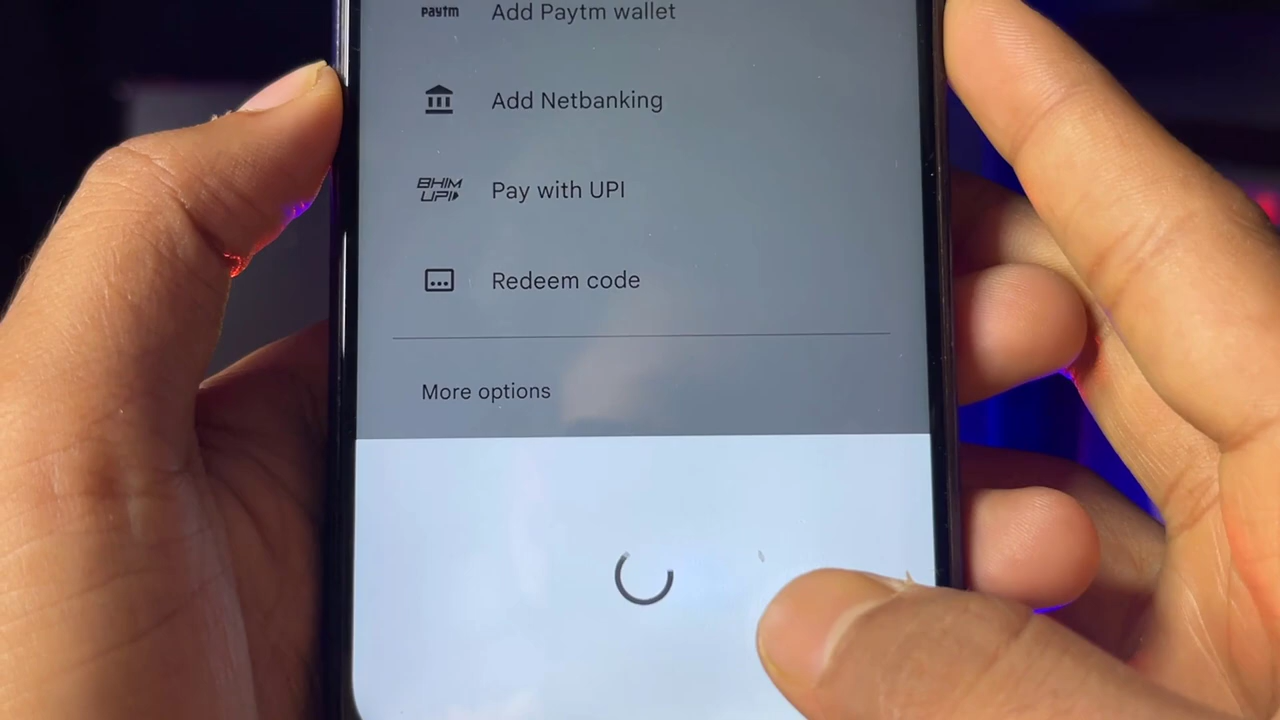 paytm Add Paytm wallet
Add Netbanking
BHIM
UPI
Pay with UPI
Redeem code
More options